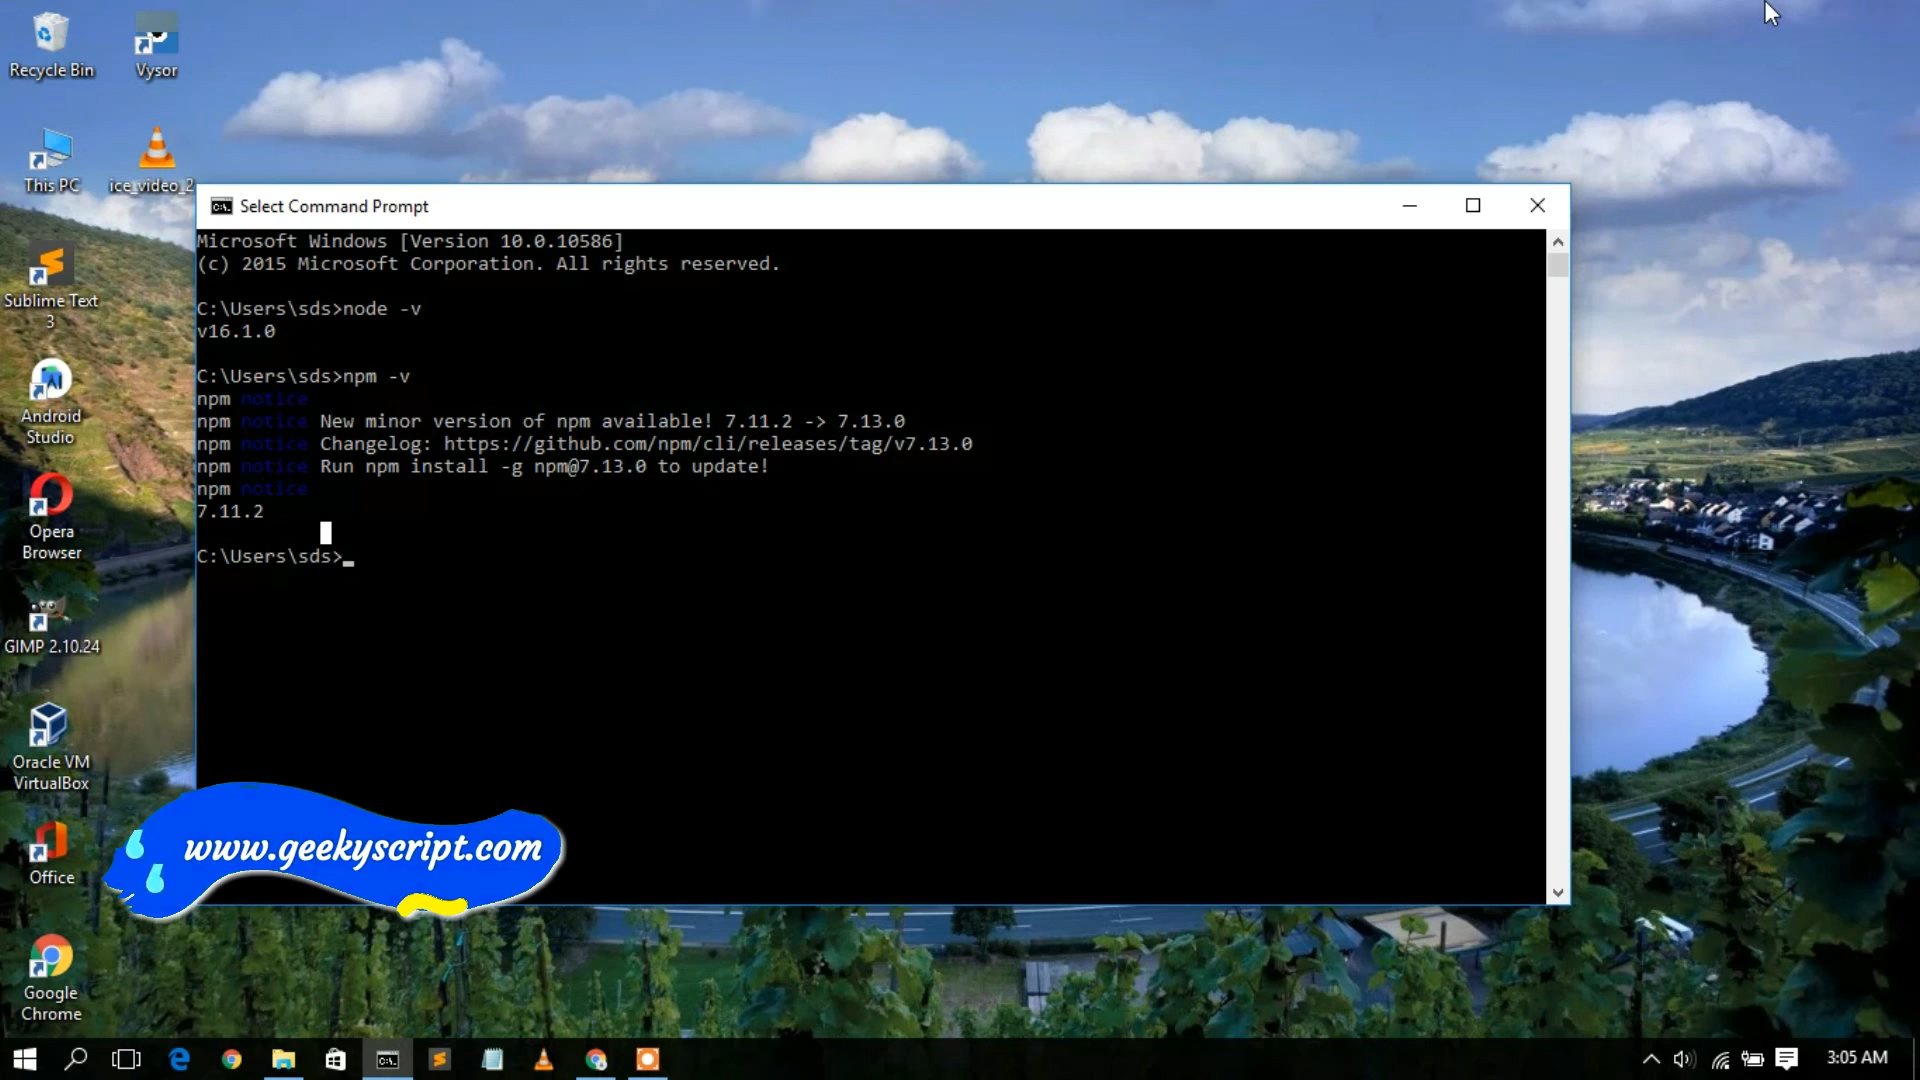 Recycle Bin
Vysor
This PC
ice_video_2
Sublime Text
3
Android
Studio
Opera
Browser
GIMP 2.10.24
Oracle VM
VirtualBox
Office
Google
Chrome
Select Command Prompt
Microsoft Windows [Version 10.0.10586]
(c) 2015 Microsoft Corporation. All rights reserved.
C:\Users\sds>node -v
v16.1.0
C:\Users\sds>npm -v
npm notice
npm notice New minor version of npm available! 7.11.2 -> 7.13.0
npm notice Changelog: https://github.com/npm/cli/releases/tag/v7.13.0
npm notice Run npm install -g npm@7.13.0 to update!
npm notice
7.11.2
C:\Users\sds>_
www.geekyscript.com
3:05 AM